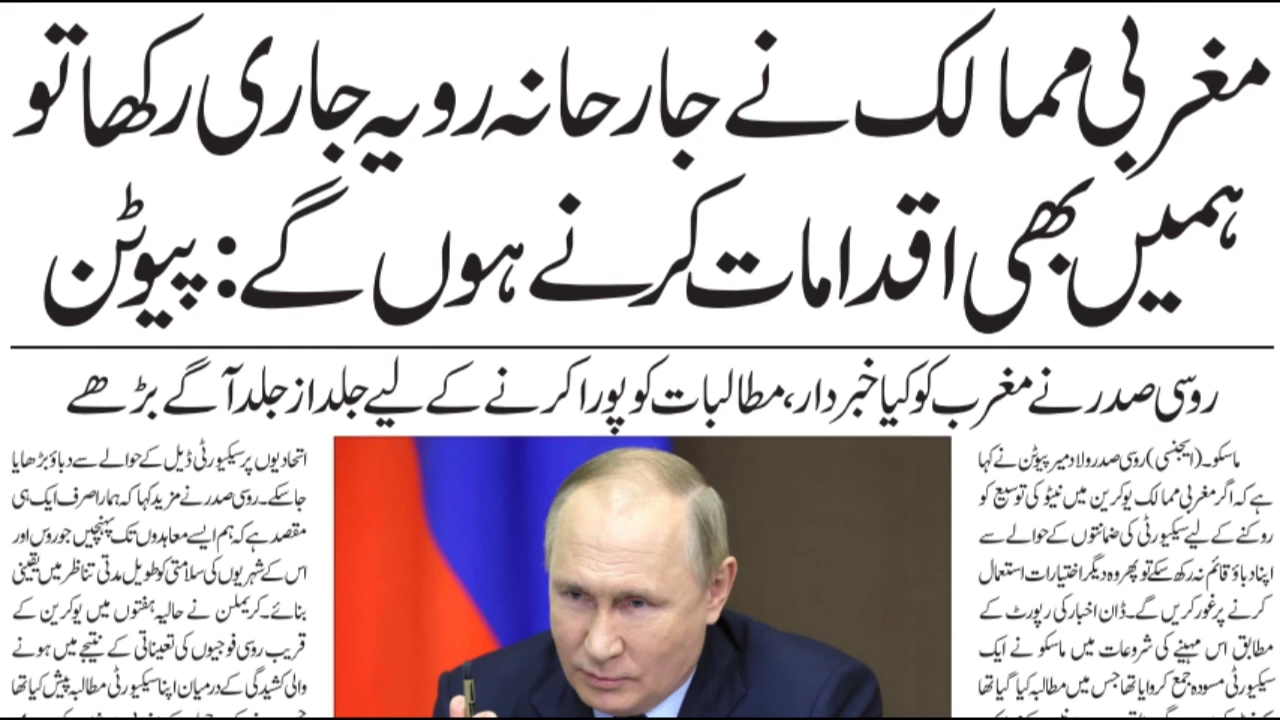 مغربی ممالک نے جارحانہ رویہ جاری رکھا تو
ہمیں بھی اقدامات کرنے ہوں گے: پیوٹن
روسی صدر نے مغرب کو کیا خبردار، مطالبات کو پورا کرنے کے لیے جلد از جلد آگے بڑھے
ماسکو۔ (ایجنسی) روسی صدر ولادمیر پیوٹن نے کہا
ہے کہ اگر مغربی ممالک یوکرین میں نیٹو کی توسیع کو
روکنے کے لیے سیکیورٹی کی ضمانتوں کے حوالے سے
اپنا دباؤ قائم نہ رکھ سکے تو پھر وہ دیگر اختیارات استعمال
کرنے پر غور کریں گے۔ ڈان اخبار کی رپورٹ کے
مطابق اس مہینے کی شروعات میں ماسکو نے ایک
سیکیورٹی مسودہ جمع کروایا تھا جس میں مطالبہ کیا گیا تھا
اتحادیوں پر سیکیورٹی ڈیل کے حوالے سے دباؤ بڑھایا
جا سکے۔ روسی صدر نے مزید کہا کہ ہمارا صرف ایک ہی
مقصد ہے کہ ہم ایسے معاہدوں تک پہنچیں جو روس اور
اس کے شہریوں کی سلامتی کو طویل مدتی تناظر میں یقینی
بنائے۔ کریملن نے حالیہ ہفتوں میں یوکرین کے
قریب روسی فوجیوں کی تعیناتی کے نتیجے میں ہونے
والی کشیدگی کے درمیان اپنا سیکیورٹی مطالبہ پیش کیا تھا